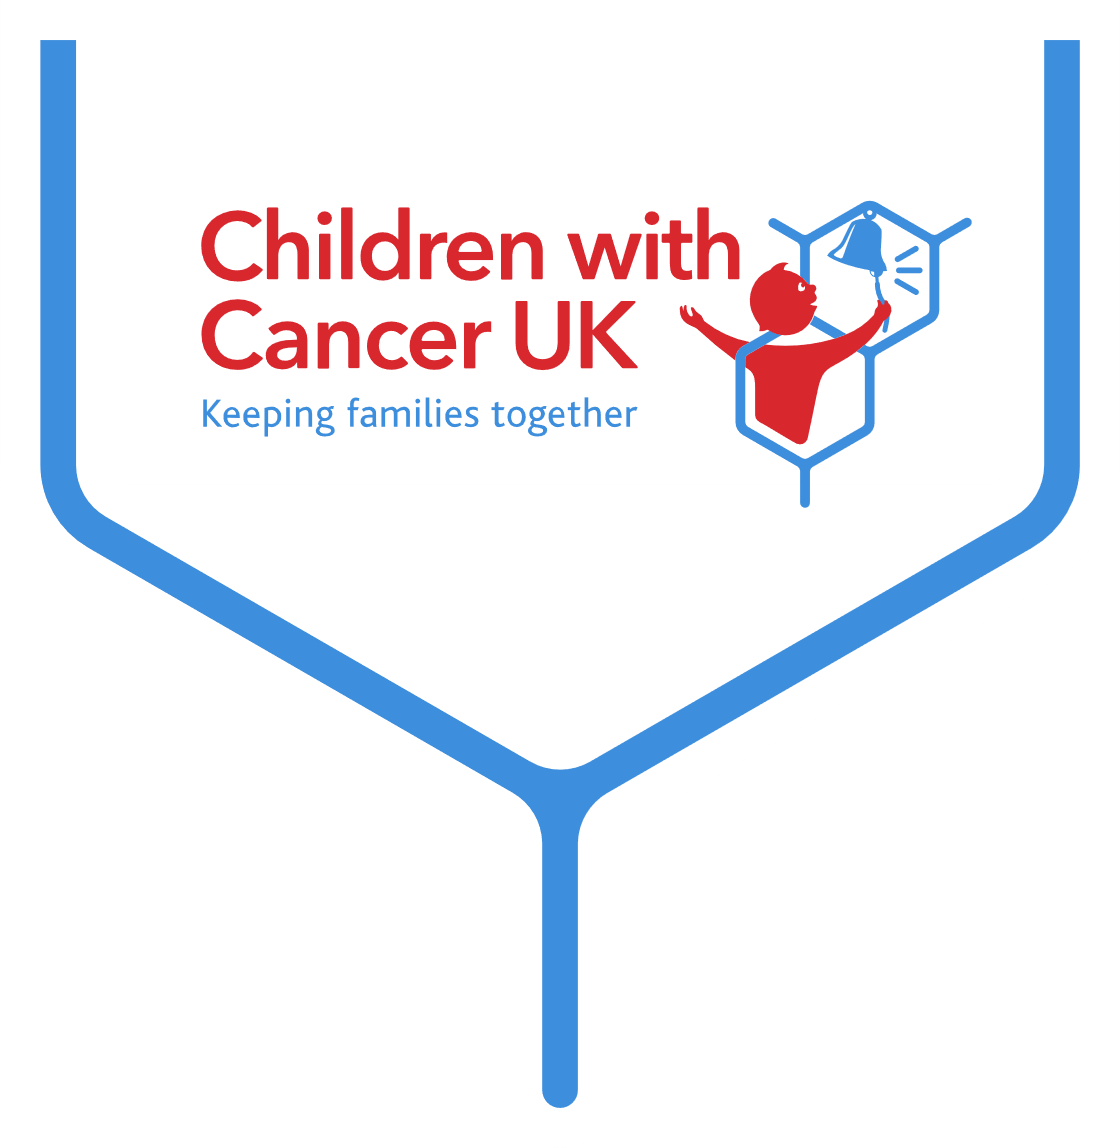 Children with
Cancer UK
Keeping families together